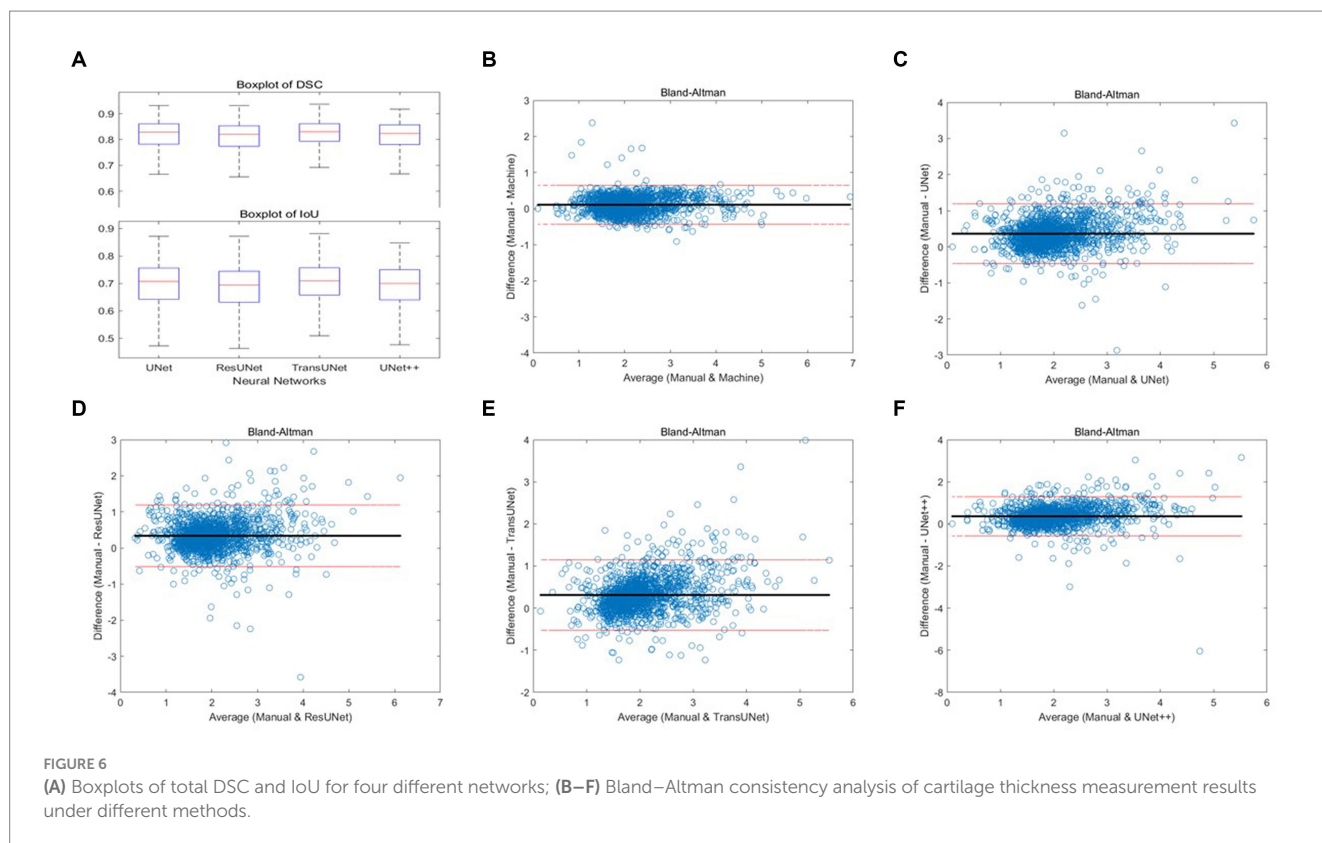 A
Boxplot of DSC
0.9
0.8
0.7
0.6
Boxplot of IoU
0.9
0.8
0.7
0.6
0.5
UNet ResUNet TransUNet UNet++
Neural Networks
B
Bland-Altman
Difference (Manual - Machine)
3
2
1
0
-1
-2
-3
-4
0 1 2 3 4 5 6 7
Average (Manual & Machine)
C
Bland-Altman
Difference (Manual - UNet)
4
3
2
1
0
-1
-2
-3
0 1 2 3 4 5 6
Average (Manual & UNet)
D
Bland-Altman
Difference (Manual - ResUNet)
3
2
1
0
-1
-2
-3
-4
0 1 2 3 4 5 6 7
Average (Manual & ResUNet)
E
Bland-Altman
Difference (Manual - TransUNet)
4
3
2
1
0
-1
-2
0 1 2 3 4 5 6
Average (Manual & TransUNet)
F
Bland-Altman
Difference (Manual - UNet++)
4
2
0
-2
-4
-6
-8
0 1 2 3 4 5 6
Average (Manual & UNet++)
FIGURE 6
(A) Boxplots of total DSC and IoU for four different networks; (B–F) Bland–Altman consistency analysis of cartilage thickness measurement results
under different methods.